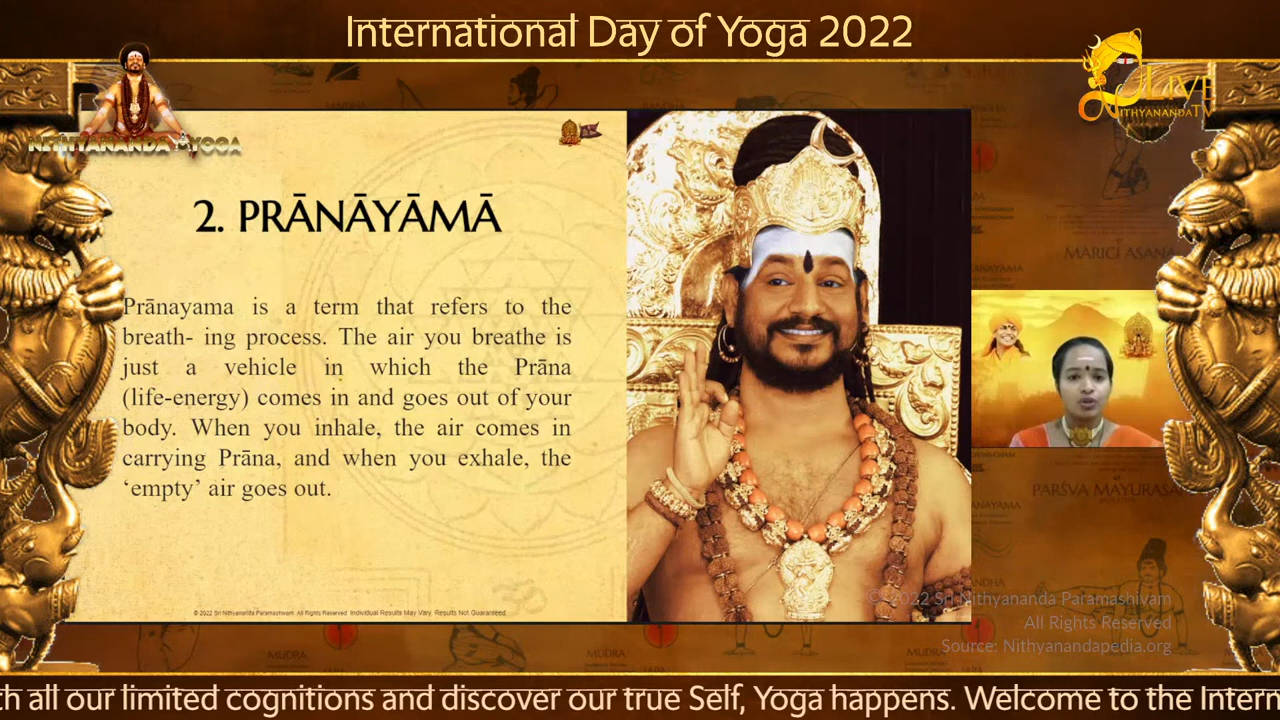 International Day of Yoga 2022
NITHYANANDA YOGA
LIVE
NITHYANANDATV
2. PRĀNĀYĀMĀ
Prānayama is a term that refers to the
breath- ing process. The air you breathe is
just a vehicle in which the Prāna
(life-energy) comes in and goes out of your
body. When you inhale, the air comes in
carrying Prāna, and when you exhale, the
‘empty’ air goes out.
© 2022 Sri Nithyananda Paramashivam. All Rights Reserved Individual Results May Vary. Results Not Guaranteed.
MARICĪ ASANA
PARŚVA MAYURASA
© 2022 Sri Nithyananda Paramashivam
All Rights Reserved
Source: Nithyanandapedia.org
MUDRA
MUDRA
th all our limited cognitions and discover our true Self, Yoga happens. Welcome to the Intern